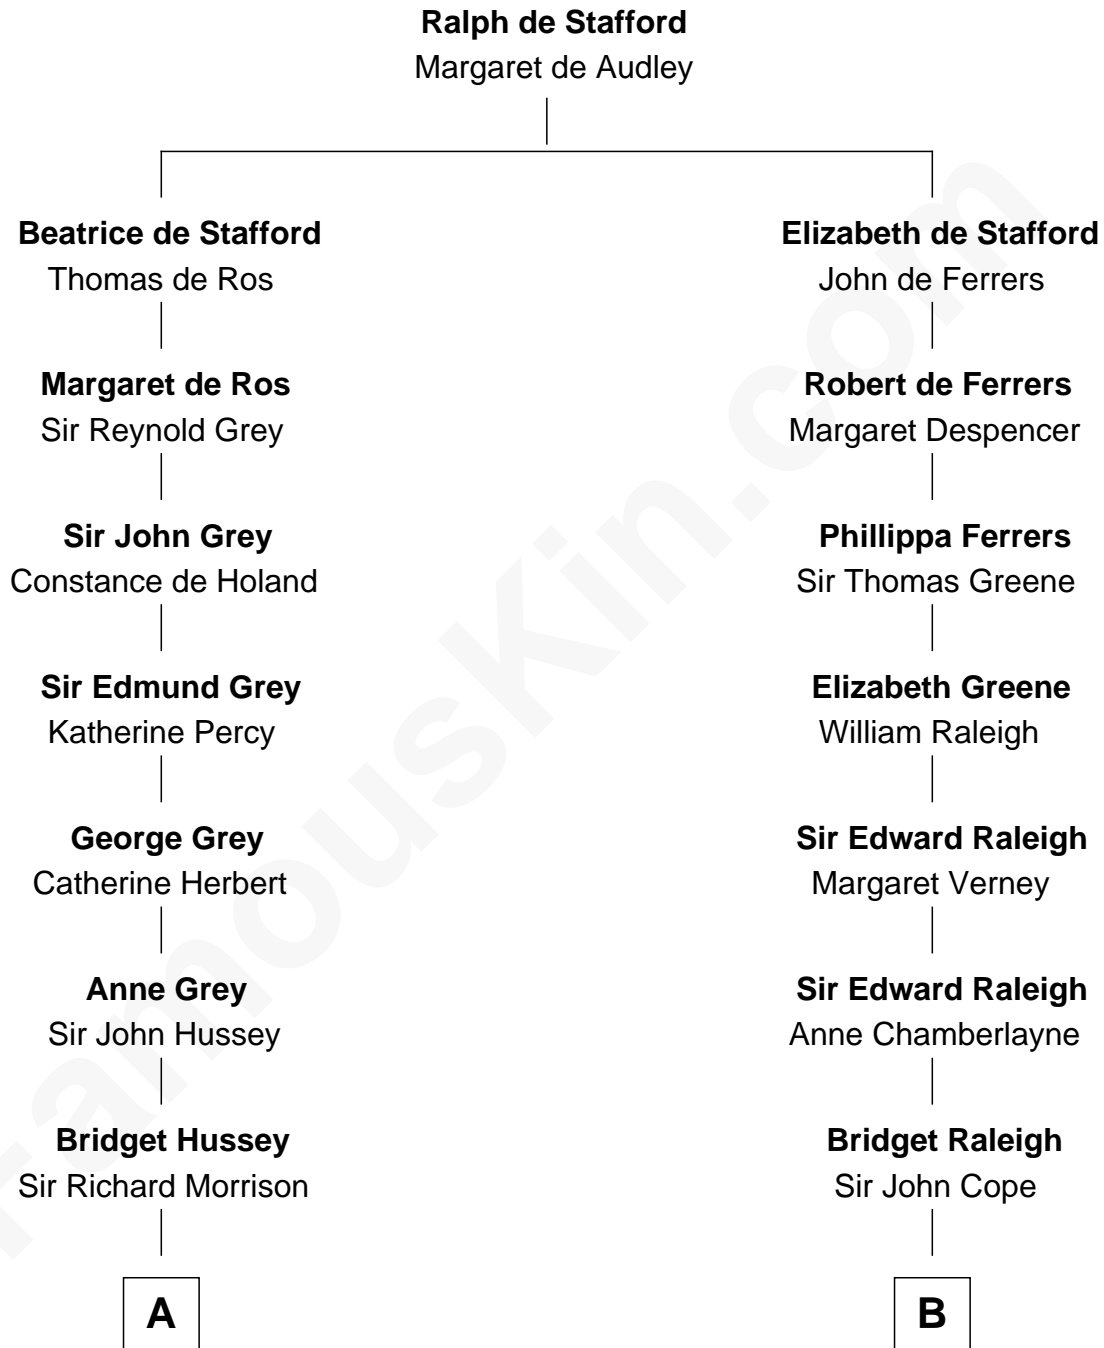 Ralph de Stafford
Margaret de Audley
Beatrice de Stafford
Thomas de Ros
Elizabeth de Stafford
John de Ferrers
Margaret de Ros
Sir Reynold Grey
Robert de Ferrers
Margaret Despencer
Sir John Grey
Constance de Holand
Phillippa Ferrers
Sir Thomas Greene
Sir Edmund Grey
Katherine Percy
Elizabeth Greene
William Raleigh
George Grey
Catherine Herbert
Sir Edward Raleigh
Margaret Verney
Anne Grey
Sir John Hussey
Sir Edward Raleigh
Anne Chamberlayne
Bridget Hussey
Sir Richard Morrison
Bridget Raleigh
Sir John Cope
A
B
FamousKin.com